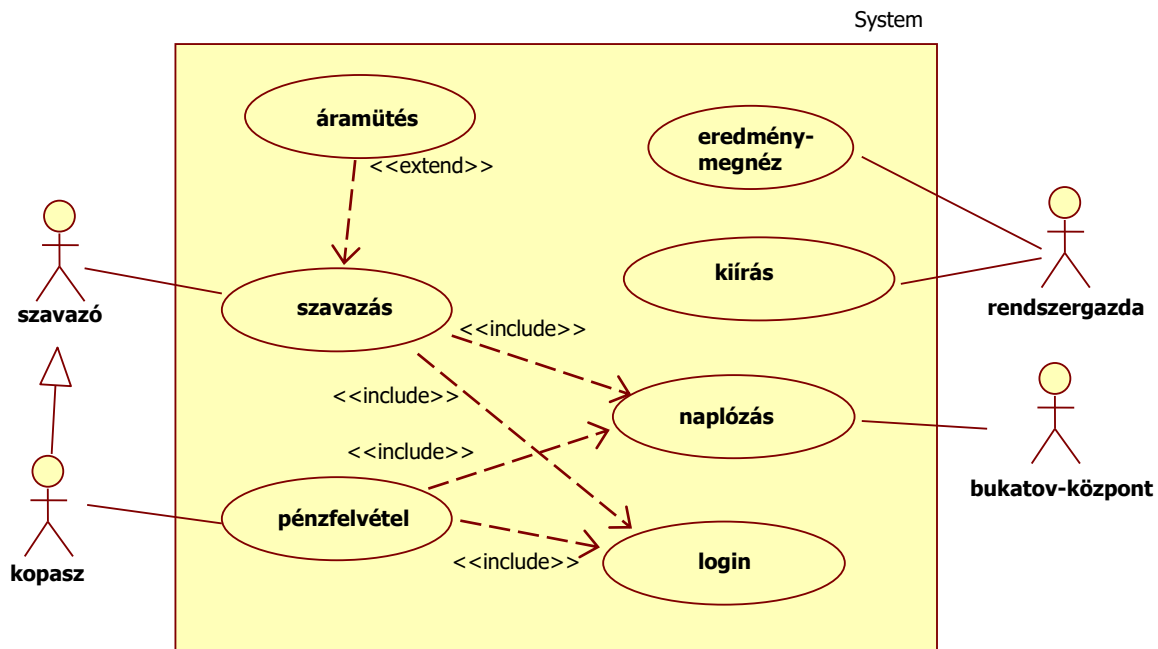 System
áramütés
<<extend>>
eredmény-
megnéz
szavazó
szavazás
kiírás
rendszergazda
<<include>>
<<include>>
naplózás
<<include>>
bukatov-központ
pénzfelvétel
<<include>>
login
kopasz